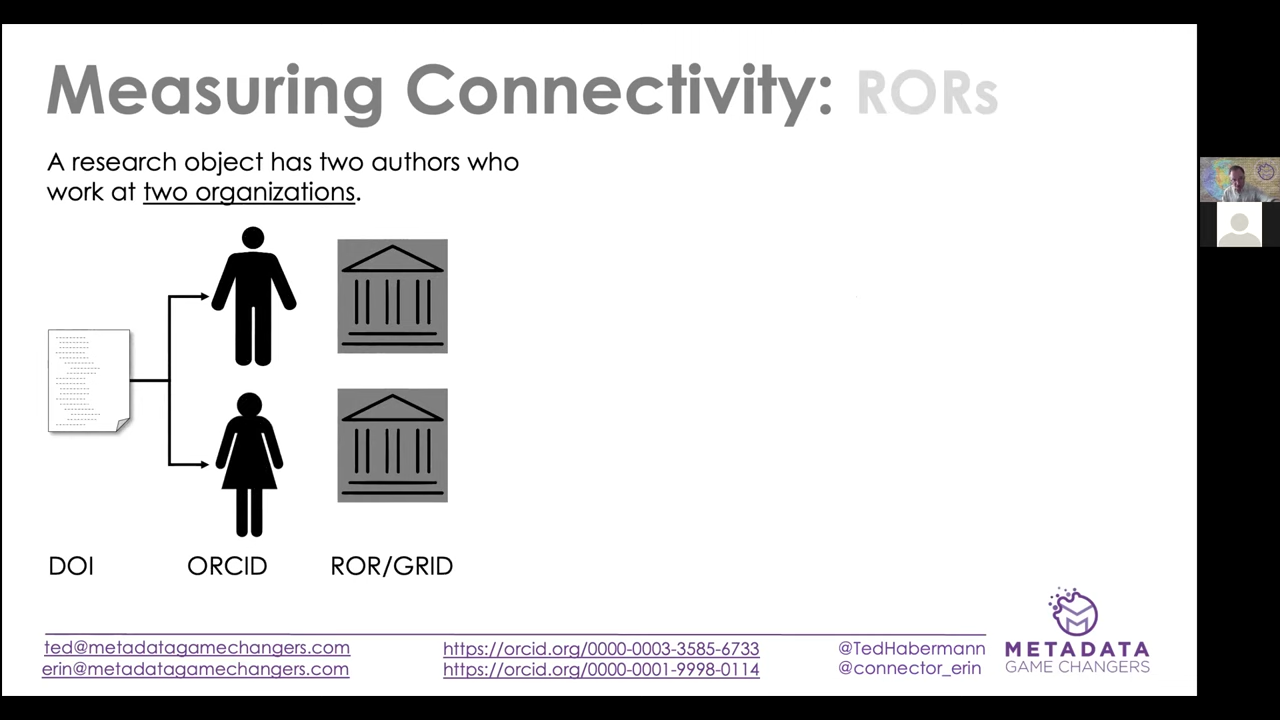 Measuring Connectivity: RORs
A research object has two authors who
work at two organizations.
DOI
ORCID
ROR/GRID
ted@metadatagamechangers.com
erin@metadatagamechangers.com
https://orcid.org/0000-0003-3585-6733
https://orcid.org/0000-0001-9998-0114
@TedHabermann
@connector_erin
METADATA
GAME CHANGERS